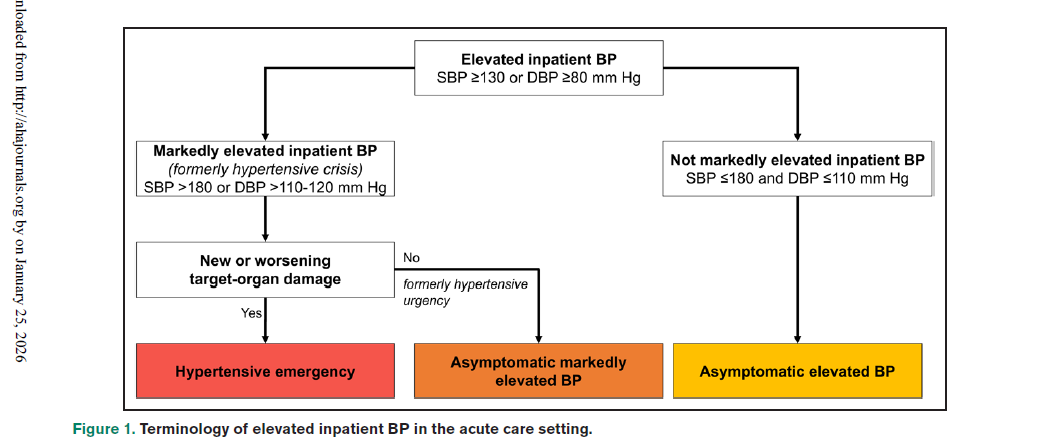 nloaded from http://ahajournals.org by on January 25, 2026
Elevated inpatient BP
SBP ≥130 or DBP ≥80 mm Hg
Markedly elevated inpatient BP
(formerly hypertensive crisis)
SBP >180 or DBP >110-120 mm Hg
Not markedly elevated inpatient BP
SBP ≤180 and DBP ≤110 mm Hg
New or worsening
target-organ damage
No
formerly hypertensive
urgency
Yes
Hypertensive emergency
Asymptomatic markedly
elevated BP
Asymptomatic elevated BP
Figure 1. Terminology of elevated inpatient BP in the acute care setting.